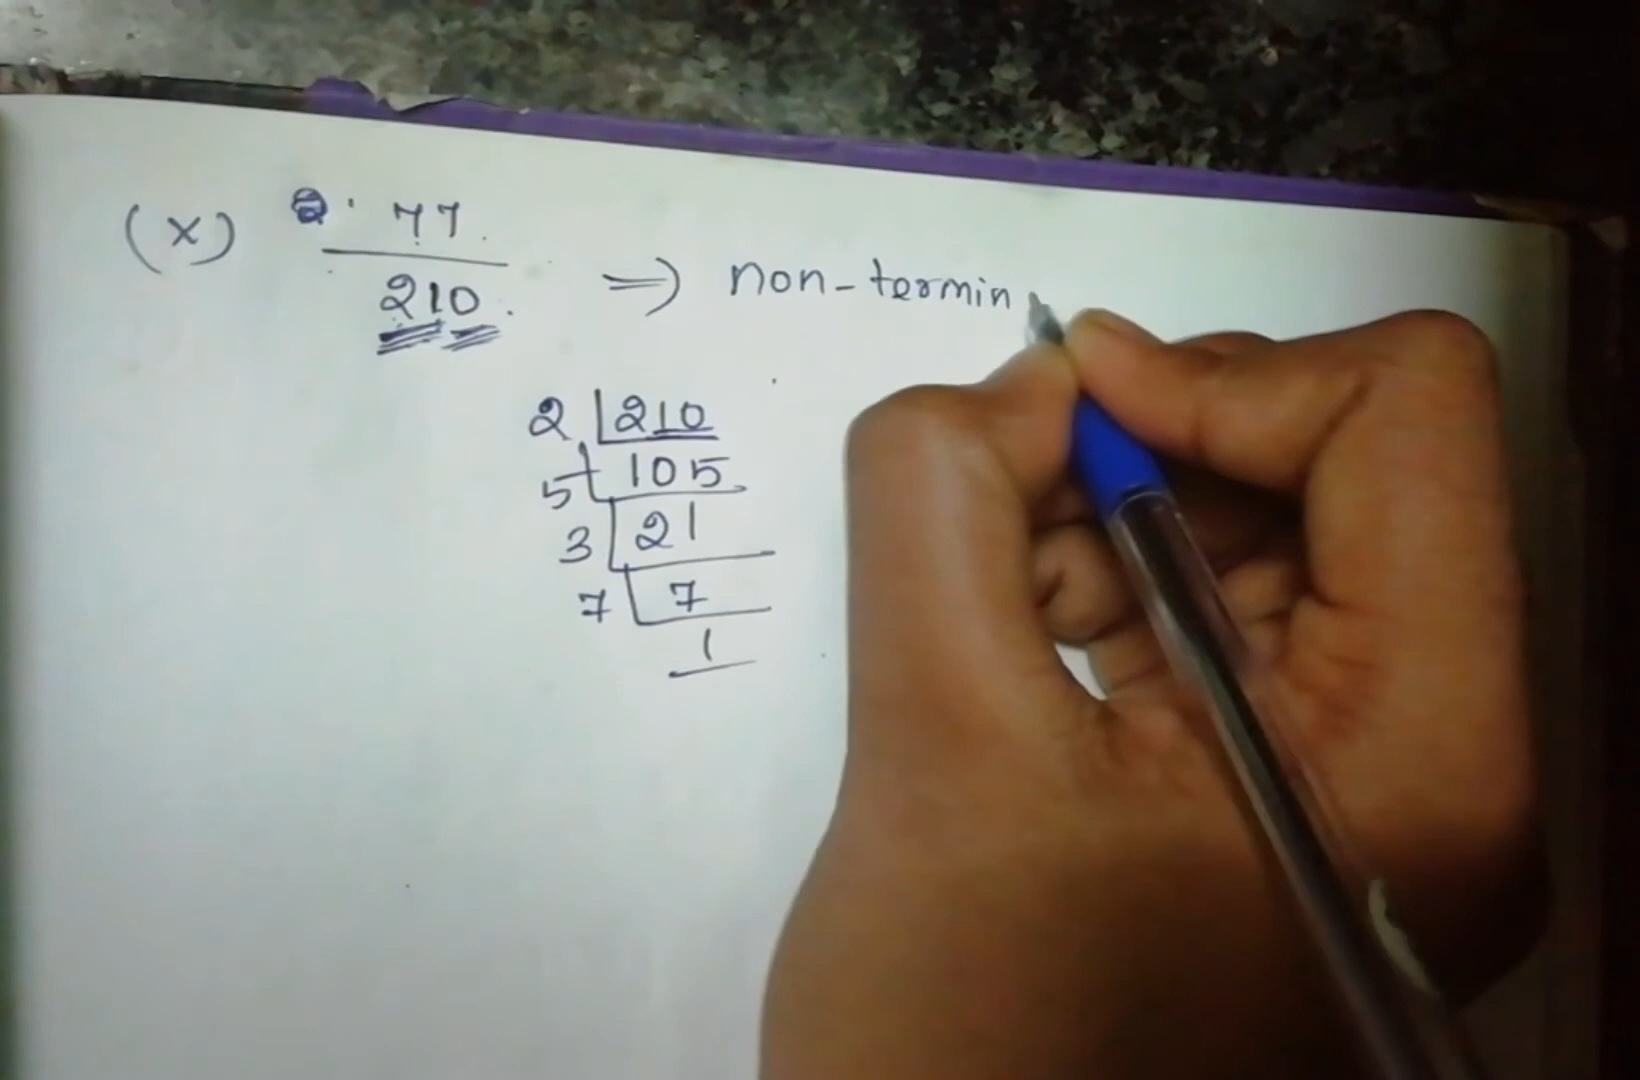 (x) 77
210 ⇒ non-termin
2 210
5 105
3 21
7 7
1